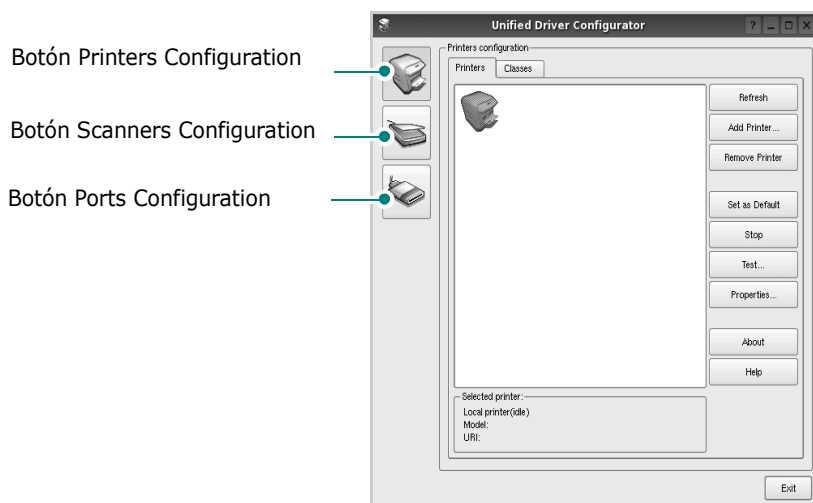 Unified Driver Configurator
Botón Printers Configuration
Botón Scanners Configuration
Botón Ports Configuration
Printers configuration
Printers
Classes
Refresh
Add Printer...
Remove Printer
Set as Default
Stop
Test...
Properties...
About
Help
Selected printer:
Local printer(idle)
Model:
URI:
Exit